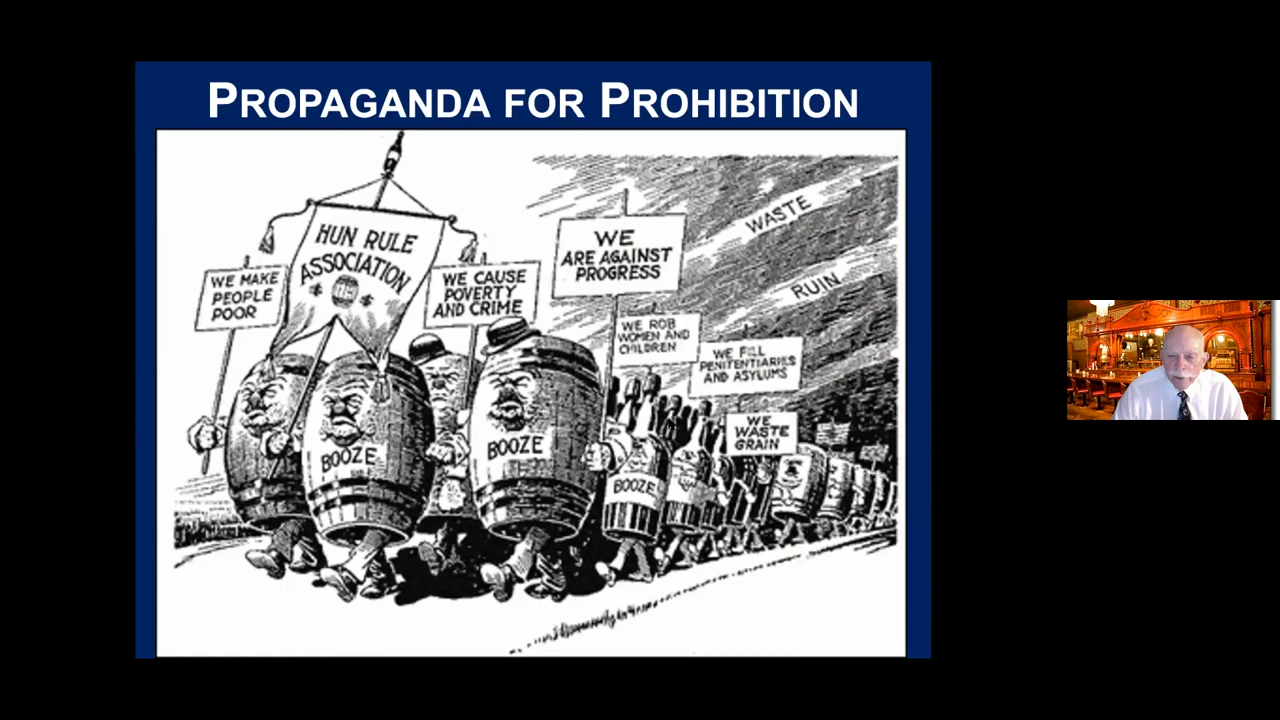 PROPAGANDA FOR PROHIBITION
WE MAKE
PEOPLE
POOR
HUN RULE
ASSOCIATION
WE CAUSE
POVERTY
AND CRIME
WE
ARE AGAINST
PROGRESS
WE ROB
WOMEN AND
CHILDREN
WE FILL
PENITENTIARIES
AND ASYLUMS
WE
WASTE
GRAIN
WASTE
RUIN
BOOZE
BOOZE
BOOZE